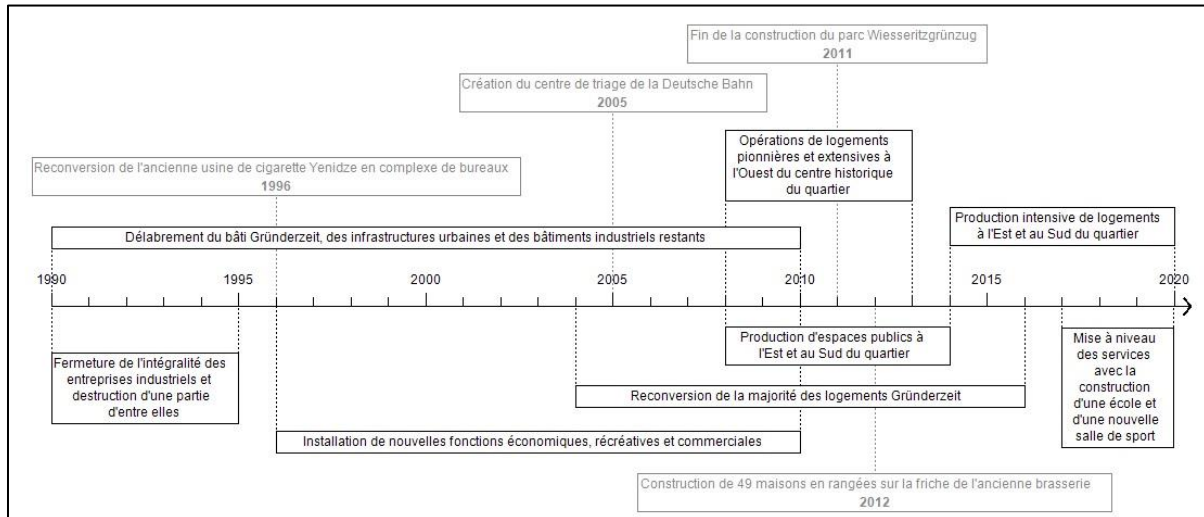 Fin de la construction du parc Wiesseritzgrünzug
2011
Création du centre de triage de la Deutsche Bahn
2005
Opérations de logements
pionnières et extensives à
l'Ouest du centre historique
du quartier
Reconversion de l'ancienne usine de cigarette Yenidze en complexe de bureaux
1996
Production intensive de logements
à l'Est et au Sud du quartier
Délabrement du bâti Gründerzeit, des infrastructures urbaines et des bâtiments industriels restants
1990
1995
2000
2005
2010
2015
2020
Fermeture de l'intégralité des
entreprises industriels et
destruction d'une partie
d'entre elles
Production d'espaces publics à
l'Est et au Sud du quartier
Mise à niveau
des services
avec la
construction
d'une école et
d'une nouvelle
salle de sport
Reconversion de la majorité des logements Gründerzeit
Installation de nouvelles fonctions économiques, récréatives et commerciales
Construction de 49 maisons en rangées sur la friche de l'ancienne brasserie
2012